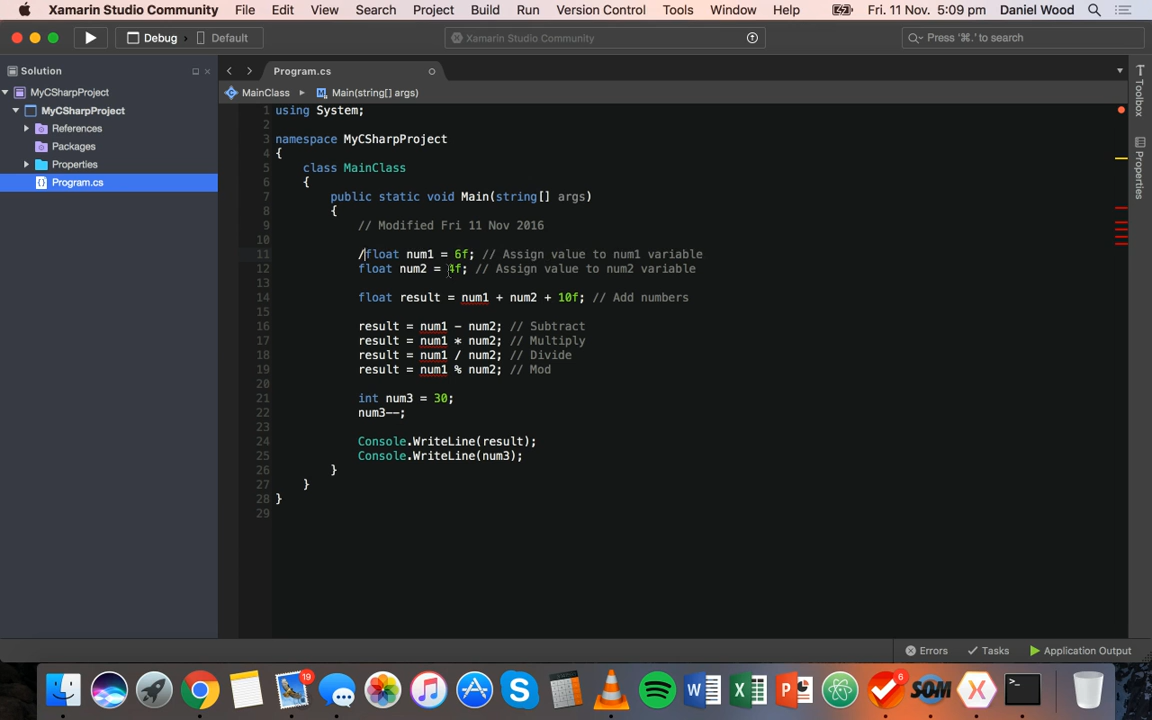 Xamarin Studio Community File Edit View Search Project Build Run Version Control Tools Window Help Fri. 11 Nov. 5:09 pm Daniel Wood
Debug Default Xamarin Studio Community Press '⌘.' to search
Solution
MyCSharpProject
MyCSharpProject
References
Packages
Properties
Program.cs
Program.cs
MainClass Main(string[] args)
1 using System;
2
3 namespace MyCSharpProject
4 {
5 class MainClass
6 {
7 public static void Main(string[] args)
8 {
9 // Modified Fri 11 Nov 2016
10
11 /float num1 = 6f; // Assign value to num1 variable
12 float num2 = 4f; // Assign value to num2 variable
13
14 float result = num1 + num2 + 10f; // Add numbers
15
16 result = num1 - num2; // Subtract
17 result = num1 * num2; // Multiply
18 result = num1 / num2; // Divide
19 result = num1 % num2; // Mod
20
21 int num3 = 30;
22 num3--;
23
24 Console.WriteLine(result);
25 Console.WriteLine(num3);
26 }
27 }
28 }
29
Toolbox
Properties
Errors Tasks Application Output
19
6
SOM